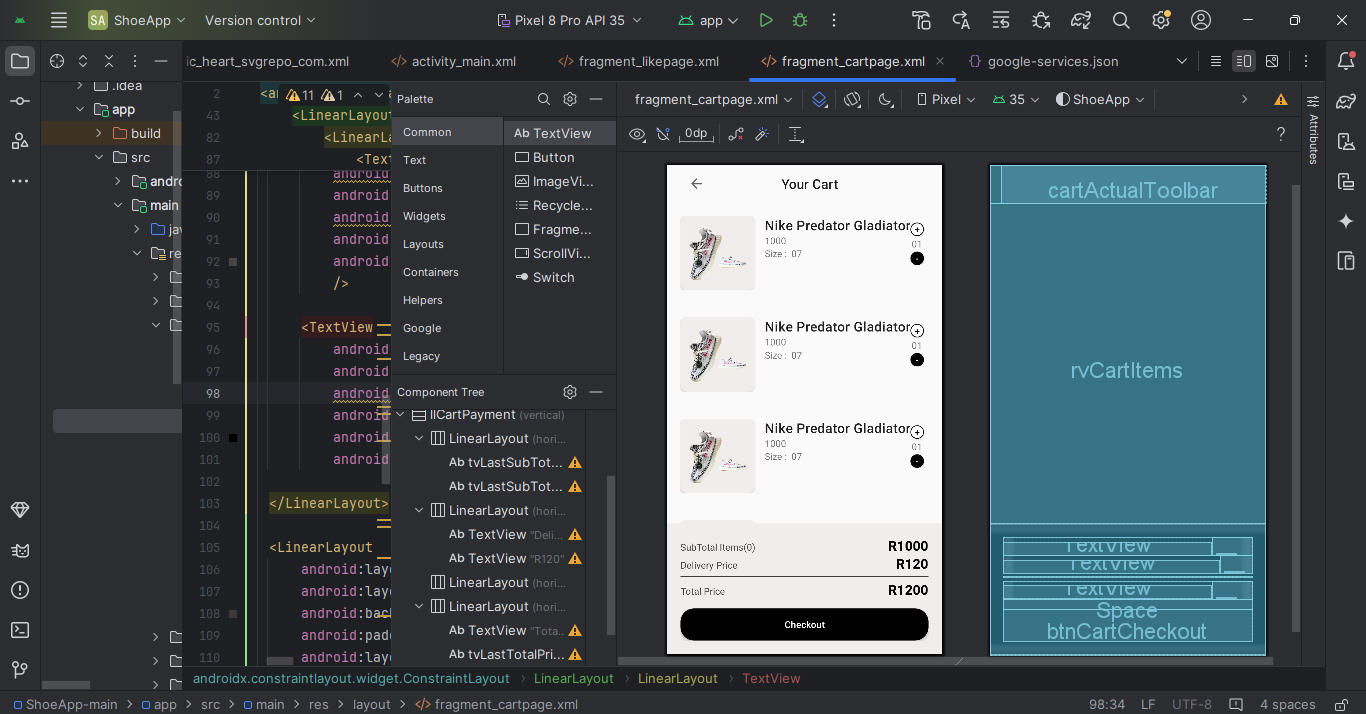 SA ShoeApp Version control Pixel 8 Pro API 35 app
ic_heart_svgrepo_com.xml activity_main.xml fragment_likepage.xml fragment_cartpage.xml google-services.json
.idea
app
build
src
andro
main
ja
re
2
43 <LinearLayou
82 <LinearLa
87 <Tex
11 1
88 android
89 android
90 android
91 android
92 android
93 />
94
95 <TextView
96 android
97 android
98 android
99 android
100 android
101 android
102
103 </LinearLayout>
104
105 <LinearLayout
106 android:layo
107 android:layo
108 android:back
109 android:padd
110 android:layo
Palette
Common
Text
Buttons
Widgets
Layouts
Containers
Helpers
Google
Legacy
Ab TextView
Button
ImageVi...
Recycle...
Fragme...
ScrollVi...
Switch
Component Tree
llCartPayment (vertical)
LinearLayout (hori...
Ab tvLastSubTot...
Ab tvLastSubTot...
LinearLayout (hori...
Ab TextView "Deli...
Ab TextView "R120"
LinearLayout (hori...
LinearLayout (hori...
Ab TextView "Tota...
Ab tvLastTotalPri...
fragment_cartpage.xml Pixel 35 ShoeApp
0dp ?
Attributes
Your Cart
Nike Predator Gladiator +
1000 01
Size : 07 -
Nike Predator Gladiator +
1000 01
Size : 07 -
Nike Predator Gladiator +
1000 01
Size : 07 -
SubTotal Items(0) R1000
Delivery Price R120
Total Price R1200
Checkout
cartActualToolbar
rvCartItems
TextView
TextView
TextView
Space
btnCartCheckout
androidx.constraintlayout.widget.ConstraintLayout LinearLayout LinearLayout TextView
ShoeApp-main app src main res layout fragment_cartpage.xml 98:34 LF UTF-8 4 spaces